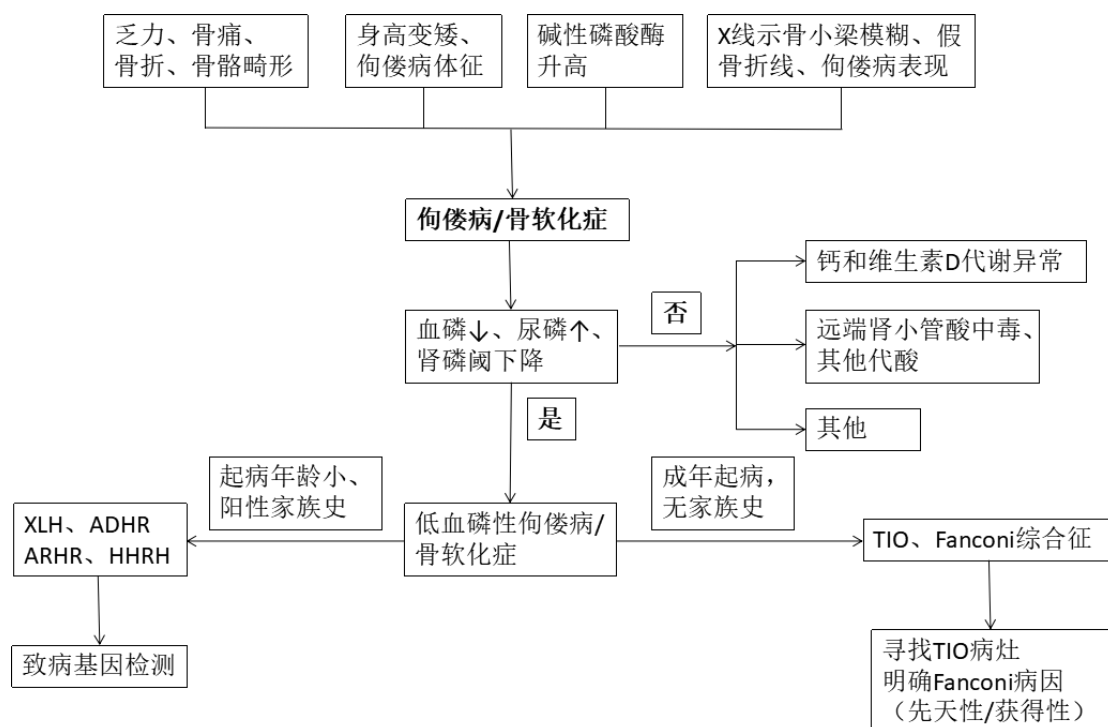 乏力、骨痛、
骨折、骨骼畸形
身高变矮、
佝偻病体征
碱性磷酸酶
升高
X线示骨小梁模糊、假
骨折线、佝偻病表现
佝偻病/骨软化症
血磷↓、尿磷↑、
肾磷阈下降
否
钙和维生素D代谢异常
远端肾小管酸中毒、
其他代酸
其他
是
起病年龄小、
阳性家族史
成年起病,
无家族史
XLH、ADHR
ARHR、HHRH
低血磷性佝偻病/
骨软化症
TIO、Fanconi综合征
致病基因检测
寻找TIO病灶
明确Fanconi病因
（先天性/获得性）